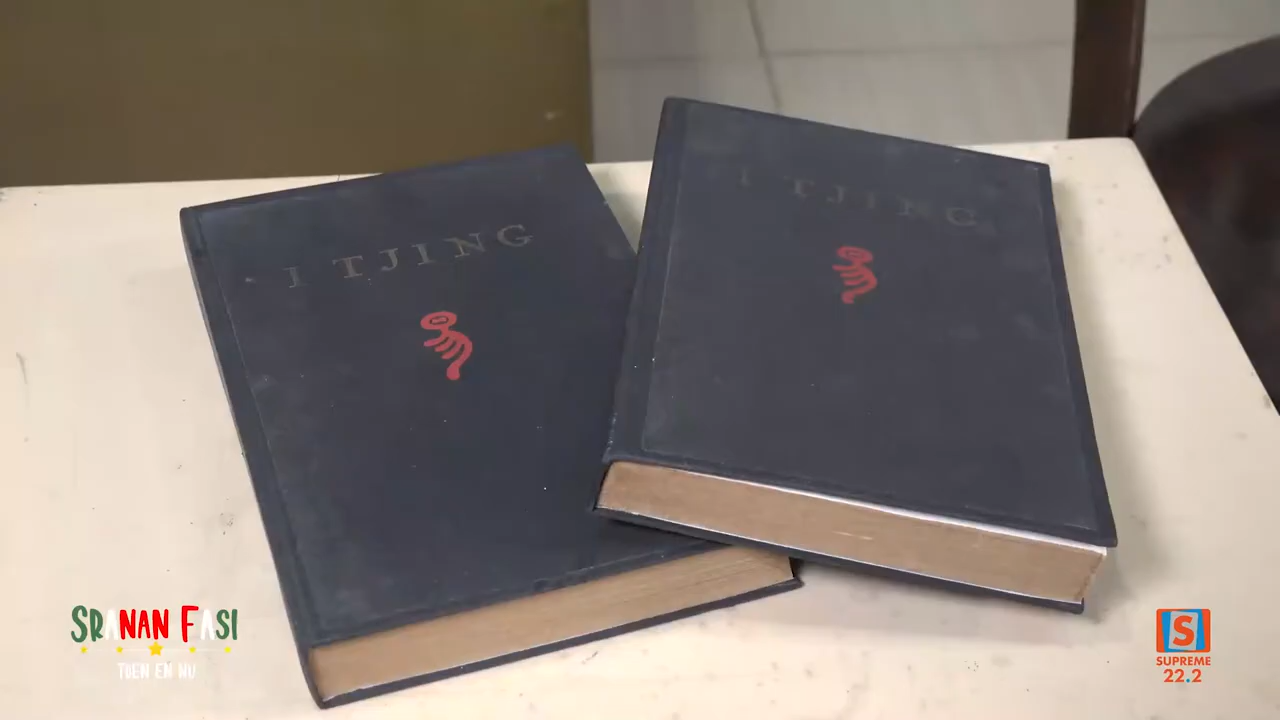 I TJING
I TJING
SRANAN FASI
TOEN EN NU
S
SUPREME
22.2